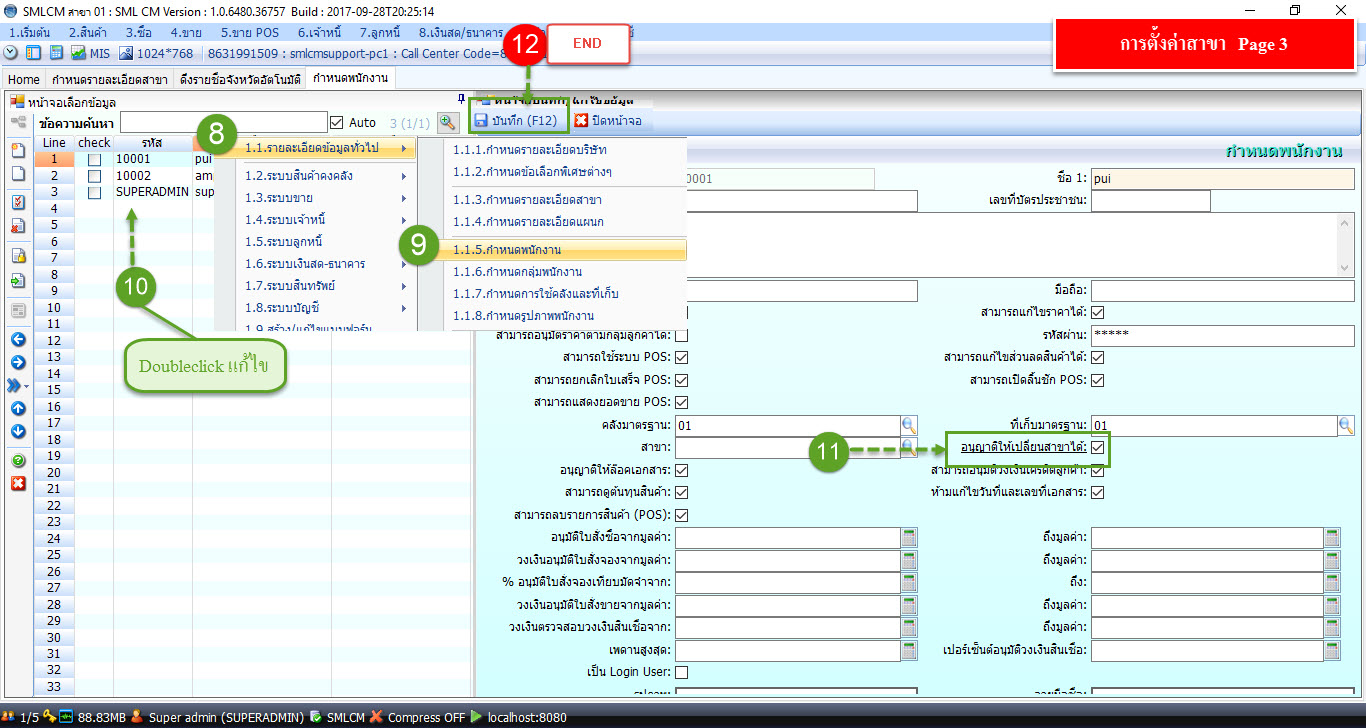 SMLCM สาขา 01 : SML CM Version : 1.0.6480.36757 Build : 2017-09-28T20:25:14
1.เริ่มต้น 2.สินค้า 3.ซื้อ 4.ขาย 5.ขาย POS 6.เจ้าหนี้ 7.ลูกหนี้ 8.เงินสด/ธนาคาร
MIS 1024*768 8631991509 : smlcmsupport-pc1 : Call Center Code=8
12 END
การตั้งค่าสาขา Page 3
Home กำหนดรายละเอียดสาขา ดึงรายชื่อจังหวัดอัตโนมัติ กำหนดพนักงาน
หน้าจอเลือกข้อมูล
หน้าจอบันทึก/แก้ไขข้อมูล
ข้อความค้นหา Auto 3 (1/1)
บันทึก (F12) ปิดหน้าจอ
Line check รหัส
1 10001 pui
2 10002 am
3 SUPERADMIN sup
4
5
6
7
8
9
10
11
12
13
14
15
16
17
18
19
20
21
22
23
24
25
26
27
28
29
30
31
32
33
8
1.1.รายละเอียดข้อมูลทั่วไป
1.2.ระบบสินค้าคงคลัง
1.3.ระบบขาย
1.4.ระบบเจ้าหนี้
1.5.ระบบลูกหนี้
1.6.ระบบเงินสด-ธนาคาร
1.7.ระบบสินทรัพย์
1.8.ระบบบัญชี
1.9.สร้าง/แก้ไขแบบฟอร์ม
9
1.1.1.กำหนดรายละเอียดบริษัท
1.1.2.กำหนดข้อเลือกพิเศษต่างๆ
1.1.3.กำหนดรายละเอียดสาขา
1.1.4.กำหนดรายละเอียดแผนก
1.1.5.กำหนดพนักงาน
1.1.6.กำหนดกลุ่มพนักงาน
1.1.7.กำหนดการใช้คลังและที่เก็บ
1.1.8.กำหนดรูปภาพพนักงาน
10
Doubleclick แก้ไข
กำหนดพนักงาน
0001 ชื่อ 1: pui
เลขที่บัตรประชาชน:
มือถือ:
สามารถแก้ไขราคาได้:
สามารถอนุมัติราคาตามกลุ่มลูกค้าได้: รหัสผ่าน: *****
สามารถใช้ระบบ POS: สามารถแก้ไขส่วนลดสินค้าได้:
สามารถยกเลิกใบเสร็จ POS: สามารถเปิดลิ้นชัก POS:
สามารถแสดงยอดขาย POS:
คลังมาตรฐาน: 01 ที่เก็บมาตรฐาน: 01
สาขา: 11 อนุญาติให้เปลี่ยนสาขาได้:
อนุญาติให้ล๊อคเอกสาร: สามารถอนุมัติวงเงินเครดิตลูกค้า:
สามารถดูต้นทุนสินค้า: ห้ามแก้ไขวันที่และเลขที่เอกสาร:
สามารถลบรายการสินค้า (POS):
อนุมัติใบสั่งซื้อจากมูลค่า: ถึงมูลค่า:
วงเงินอนุมัติใบสั่งจองจากมูลค่า: ถึงมูลค่า:
% อนุมัติใบสั่งจองเทียบมัดจำจาก: ถึง:
วงเงินอนุมัติใบสั่งขายจากมูลค่า: ถึงมูลค่า:
วงเงินตรวจสอบวงเงินสินเชื่อจาก: ถึงมูลค่า:
เพดานสูงสุด: เปอร์เซ็นต์อนุมัติวงเงินสินเชื่อ:
เป็น Login User:
รูปภาพ: ลายมือชื่อ:
1/5 88.83MB Super admin (SUPERADMIN) SMLCM Compress OFF localhost:8080